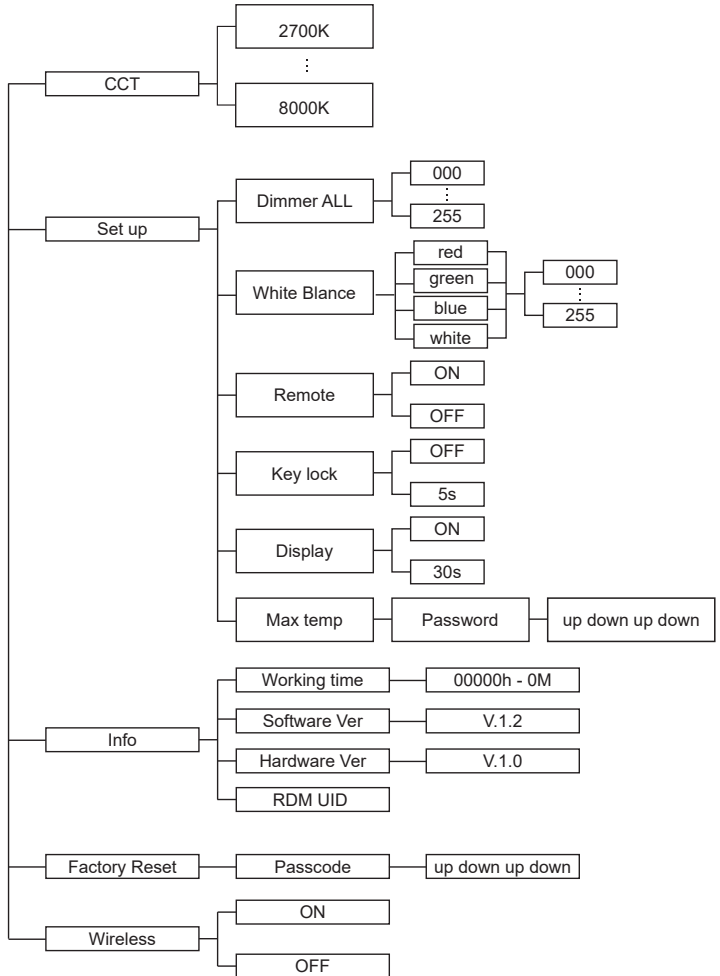 CCT
2700K
8000K
Set up
Dimmer ALL
000
255
White Blance
red
green
blue
white
000
255
Remote
ON
OFF
Key lock
OFF
5s
Display
ON
30s
Max temp
Password
up down up down
Info
Working time
00000h - 0M
Software Ver
V.1.2
Hardware Ver
V.1.0
RDM UID
Factory Reset
Passcode
up down up down
Wireless
ON
OFF